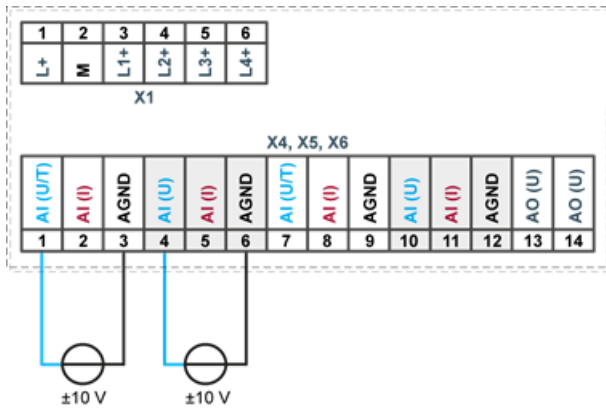 1 2 3 4 5 6
L+ M L1+ L2+ L3+ L4+
X1
X4, X5, X6
AI (U/T) AI (I) AGND AI (U) AI (I) AGND AI (U/T) AI (I) AGND AI (U) AI (I) AGND AO (U) AO (U)
1 2 3 4 5 6 7 8 9 10 11 12 13 14
±10 V ±10 V